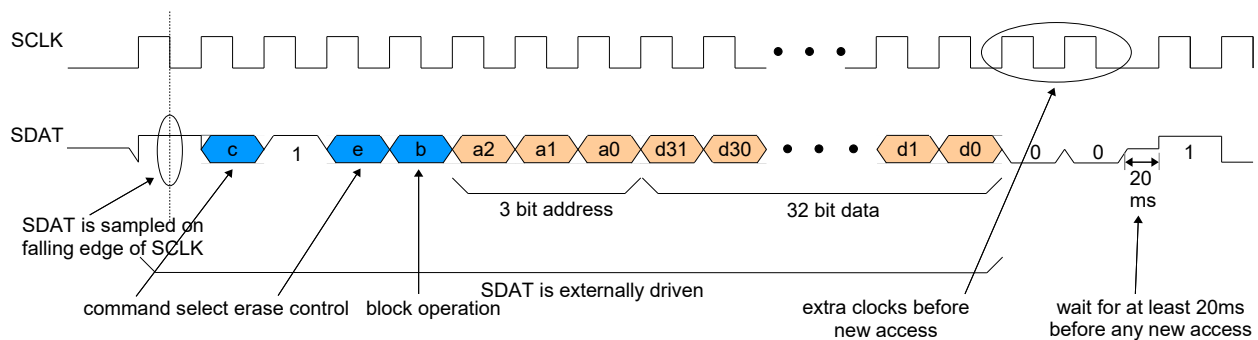 SCLK
SDAT
c
1
e
b
a2
a1
a0
d31
d30
d1
d0
0
0
1
20
ms
3 bit address
32 bit data
SDAT is sampled on
falling edge of SCLK
SDAT is externally driven
command select
erase control
block operation
extra clocks before
new access
wait for at least 20ms
before any new access